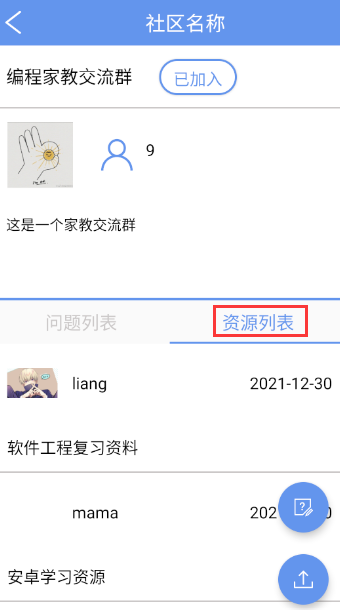 社区名称
编程家教交流群
已加入
9
这是一个家教交流群
问题列表
资源列表
liang
2021-12-30
软件工程复习资料
mama
202
安卓学习资源